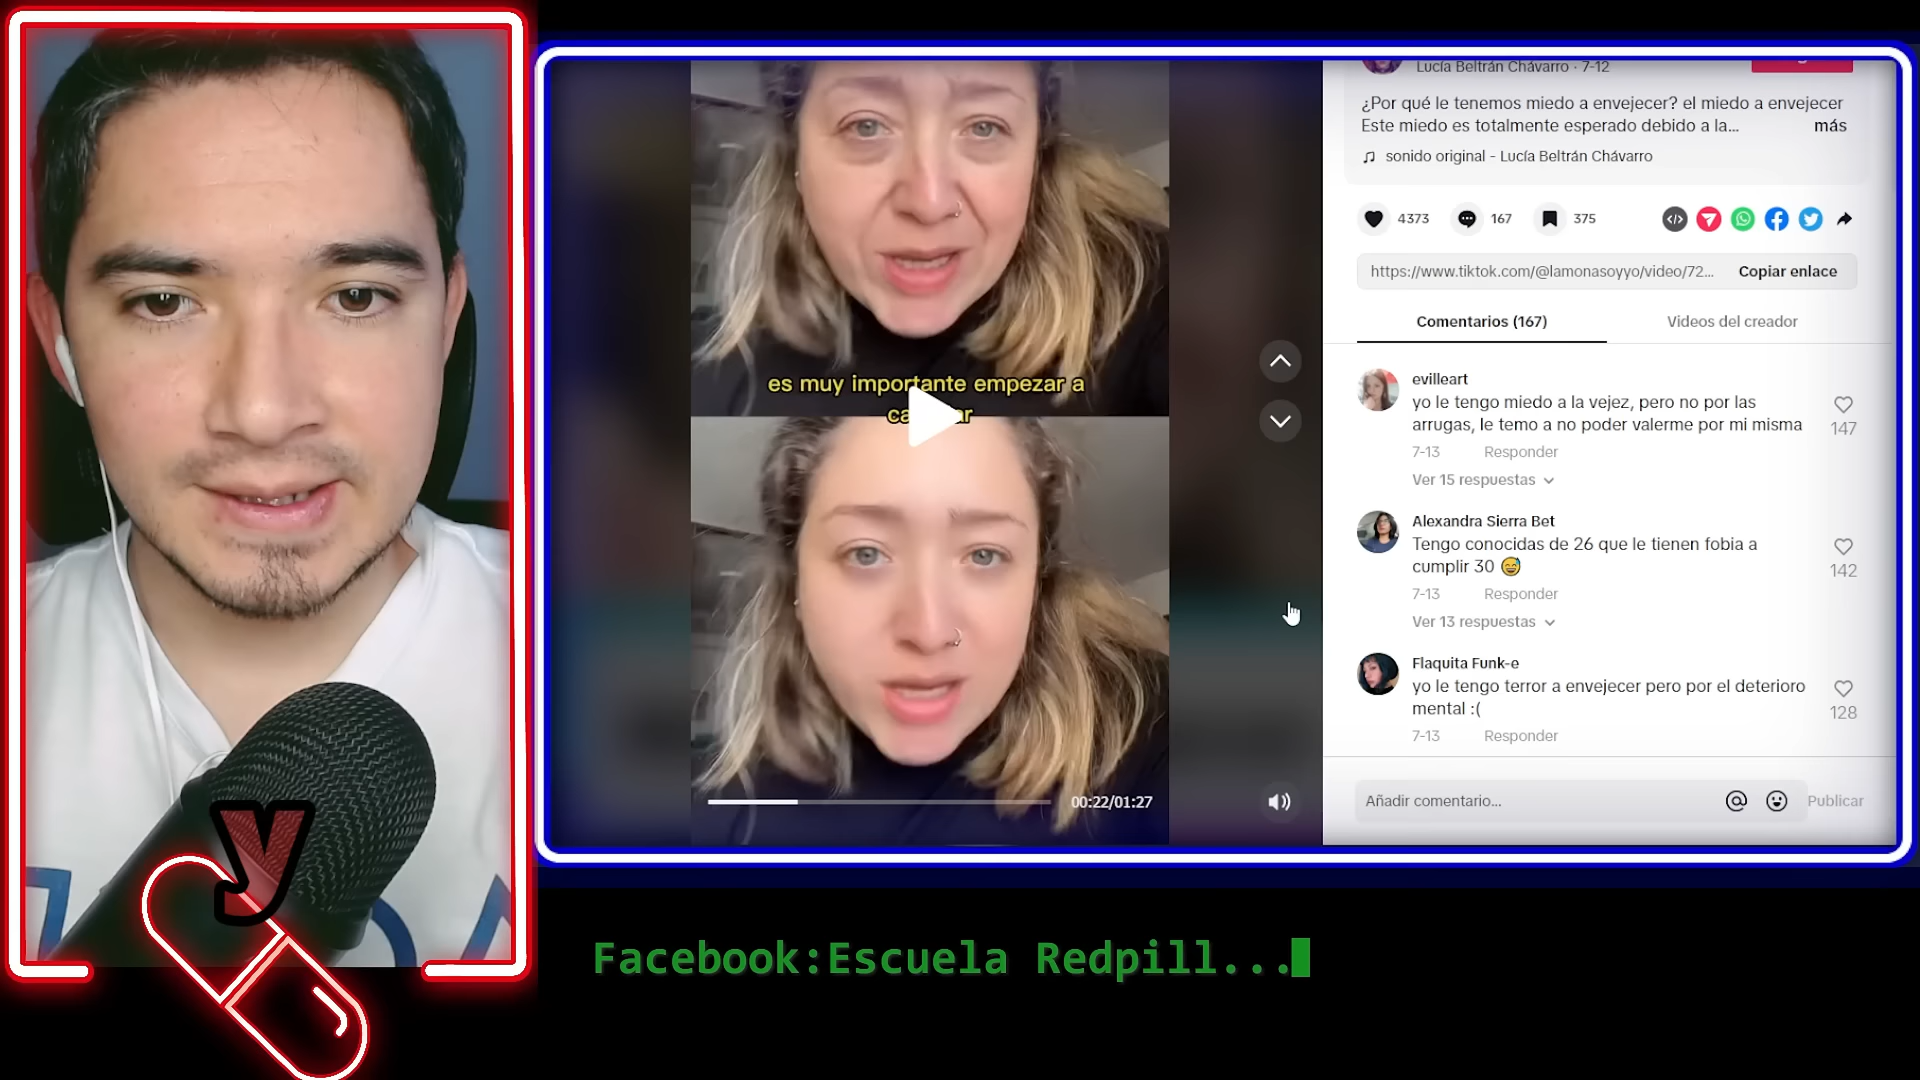 Lucía Beltrán Chávarro · 7-12
¿Por qué le tenemos miedo a envejecer? el miedo a envejecer
Este miedo es totalmente esperado debido a la... más
sonido original - Lucía Beltrán Chávarro
4373 167 375
https://www.tiktok.com/@lamonasoyyo/video/72... Copiar enlace
Comentarios (167) Videos del creador
evilleart
yo le tengo miedo a la vejez, pero no por las
arrugas, le temo a no poder valerme por mi misma
147
7-13 Responder
Ver 15 respuestas
Alexandra Sierra Bet
Tengo conocidas de 26 que le tienen fobia a
cumplir 30 😅
142
7-13 Responder
Ver 13 respuestas
Flaquita Funk-e
yo le tengo terror a envejecer pero por el deterioro
mental :(
128
7-13 Responder
Añadir comentario... Publicar
es muy importante empezar a
00:22/01:27
y
Facebook:Escuela Redpill...